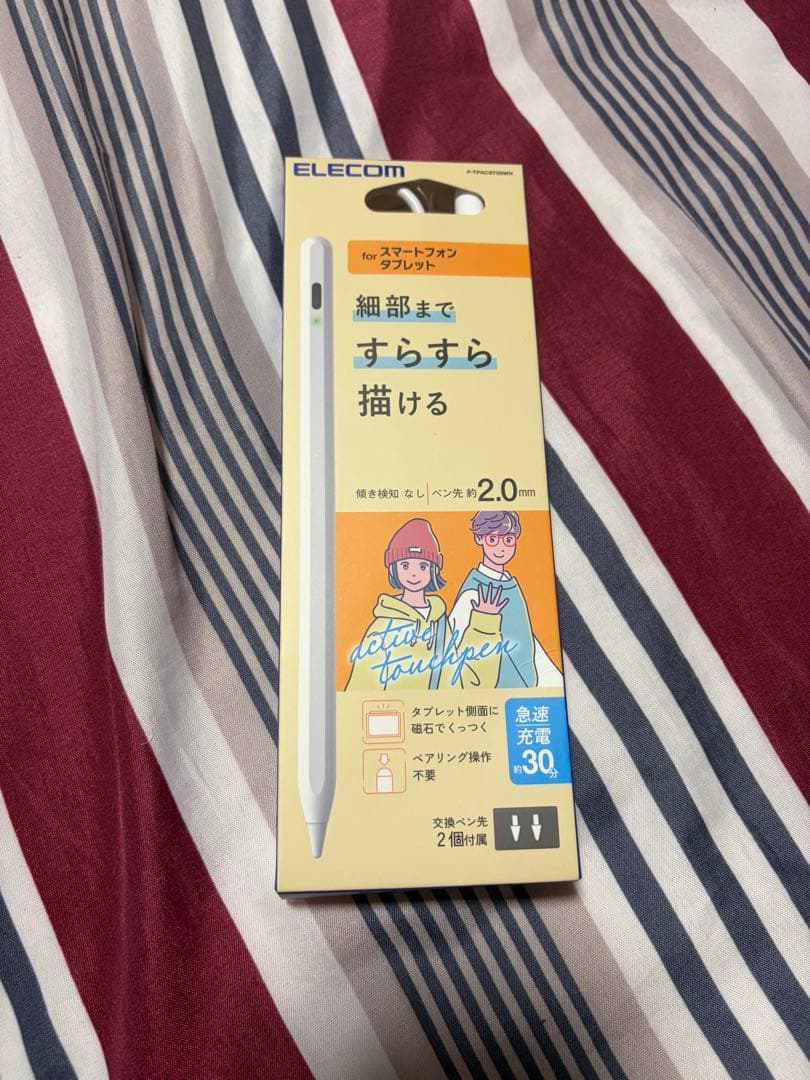 ELECOM
P-TPACST05WH
for スマートフォン
タブレット
細部まで
すらすら
描ける
傾き検知 なし ペン先 約2.0mm
active
touchpen
タブレット側面に
磁石でくっつく
ペアリング操作
不要
急速
充電
約30分
交換ペン先
2個付属